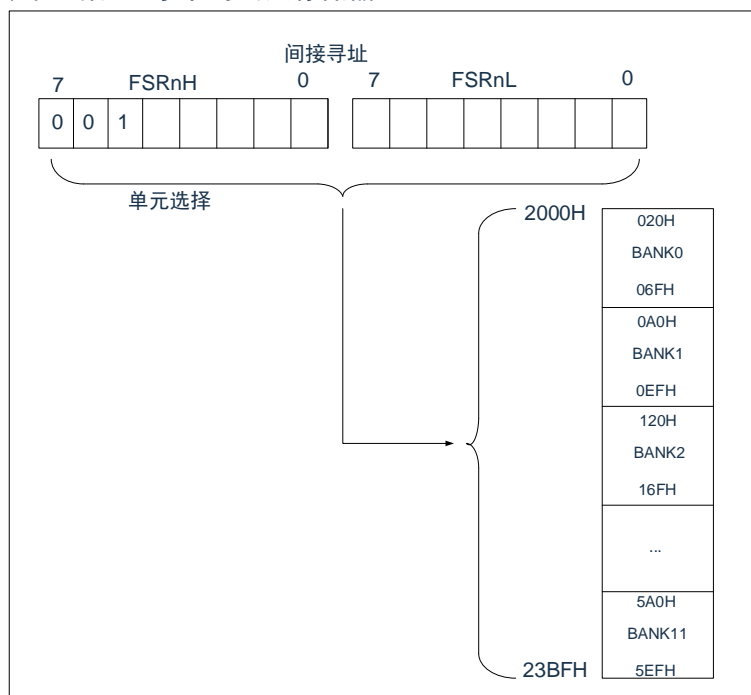 间接寻址
7 FSRnH 0 7 FSRnL 0
0 0 1
单元选择
2000H
020H
BANK0
06FH
0A0H
BANK1
0EFH
120H
BANK2
16FH
...
5A0H
BANK11
5EFH
23BFH